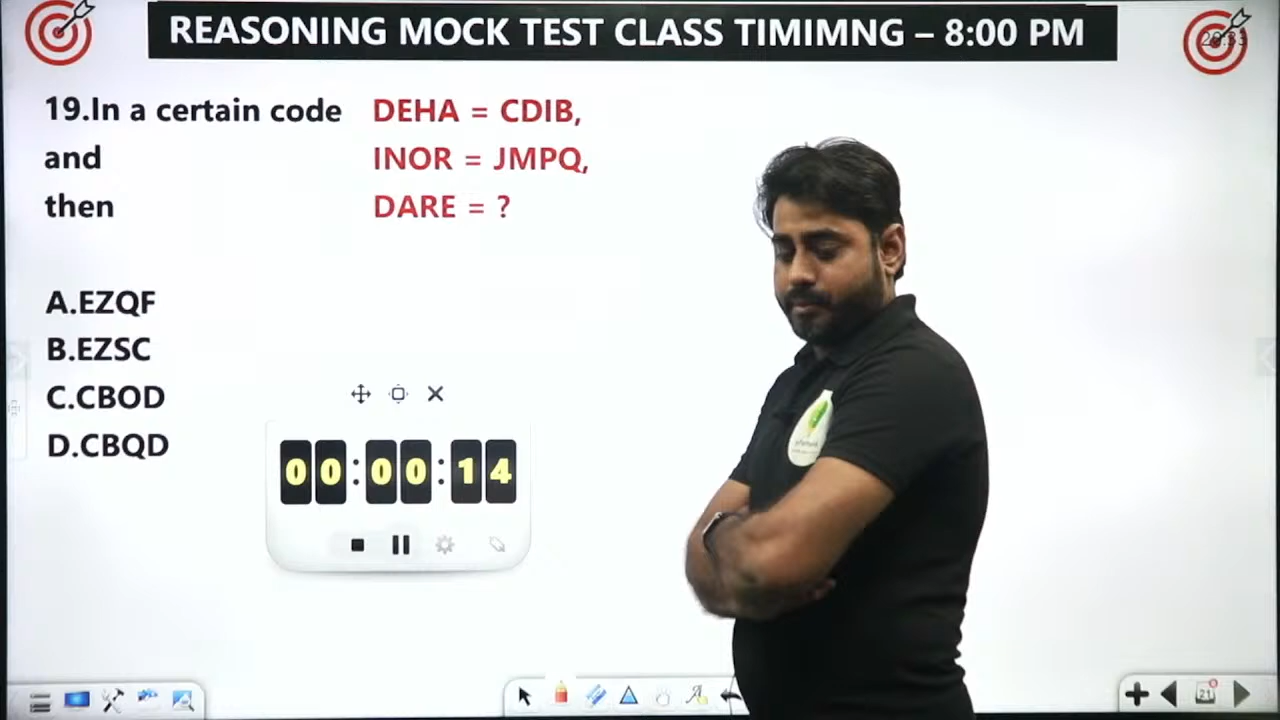 REASONING MOCK TEST CLASS TIMIMNG – 8:00 PM
19.In a certain code DEHA = CDIB,
and INOR = JMPQ,
then DARE = ?
A.EZQF
B.EZSC
C.CBOD
D.CBQD
00:00:14
21